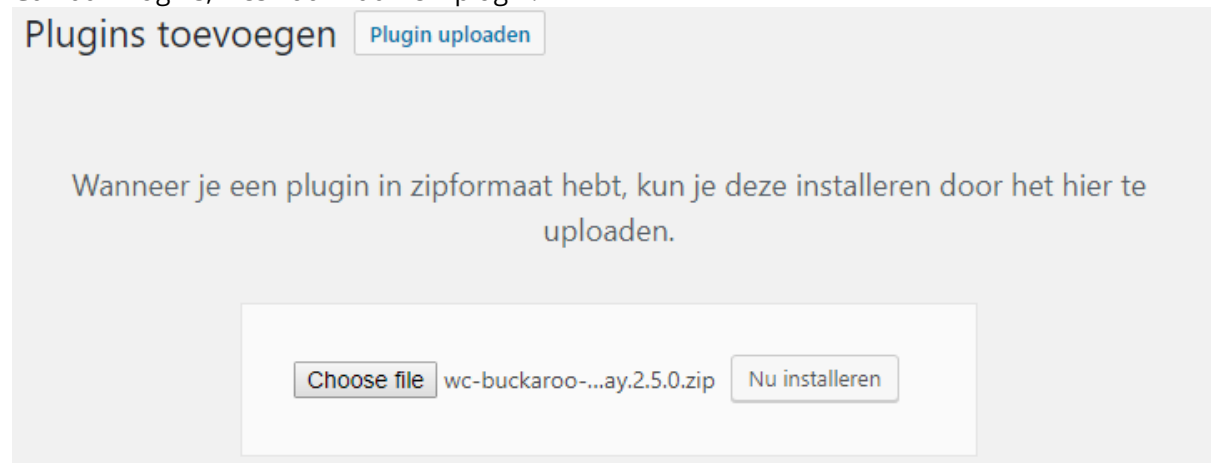 Plugins toevoegen Plugin uploaden
Wanneer je een plugin in zipformaat hebt, kun je deze installeren door het hier te
uploaden.
Choose file wc-buckaroo-...ay.2.5.0.zip Nu installeren